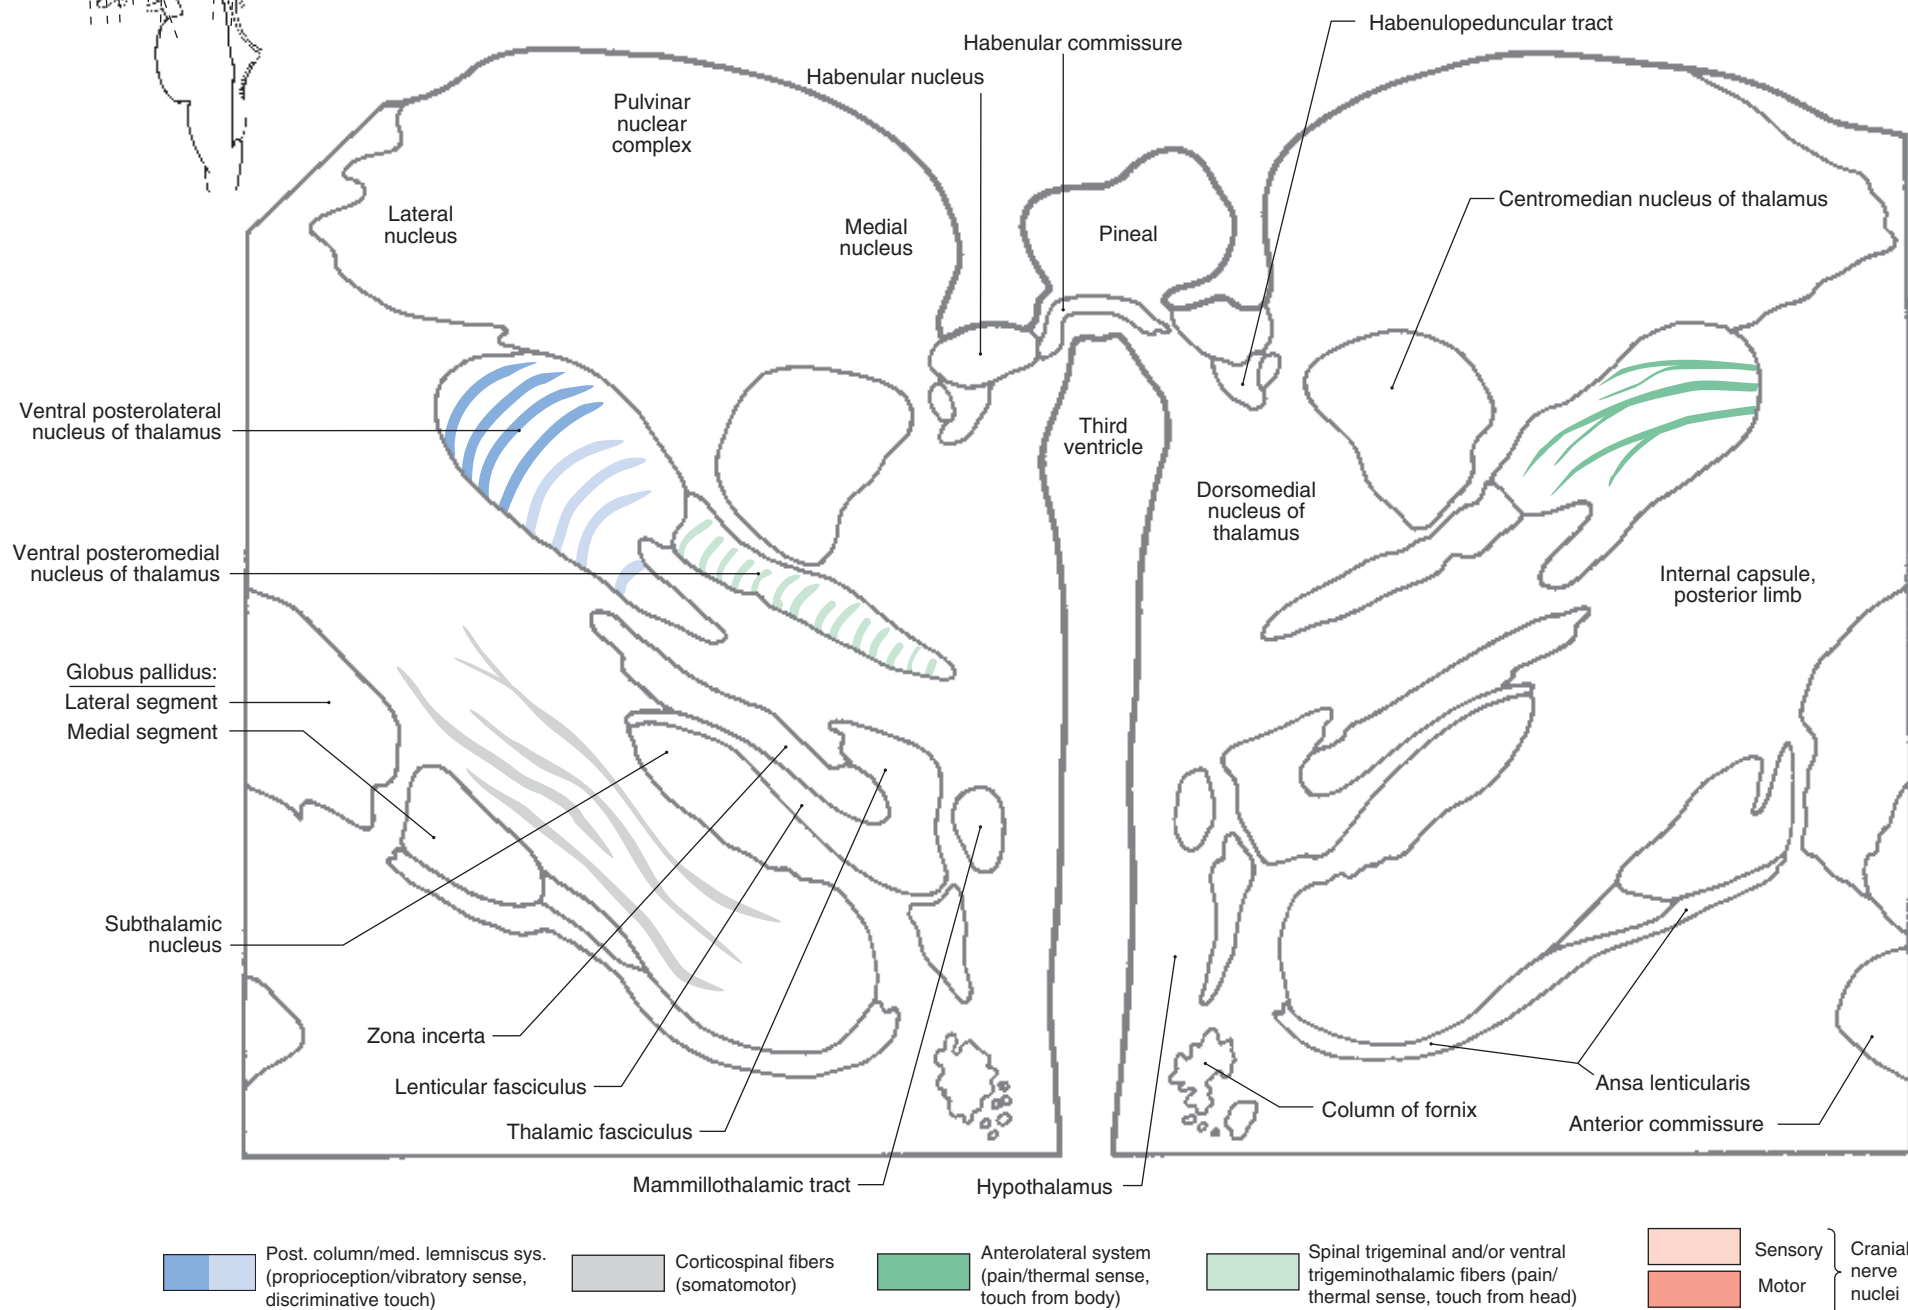 Habenulopeduncular tract
Habenular commissure
Habenular nucleus
Pulvinar
nuclear
complex
Centromedian nucleus of thalamus
Lateral
nucleus
Medial
nucleus
Pineal
Ventral posterolateral
nucleus of thalamus
Third
ventricle
Dorsomedial
nucleus of
thalamus
Ventral posteromedial
nucleus of thalamus
Internal capsule,
posterior limb
Globus pallidus:
Lateral segment
Medial segment
Subthalamic
nucleus
Zona incerta
Lenticular fasciculus
Thalamic fasciculus
Mammillothalamic tract
Hypothalamus
Column of fornix
Ansa lenticularis
Anterior commissure
Post. column/med. lemniscus sys.
(proprioception/vibratory sense,
discriminative touch)
Corticospinal fibers
(somatomotor)
Anterolateral system
(pain/thermal sense,
touch from body)
Spinal trigeminal and/or ventral
trigeminothalamic fibers (pain/
thermal sense, touch from head)
Sensory
Motor
Cranial
nerve
nuclei